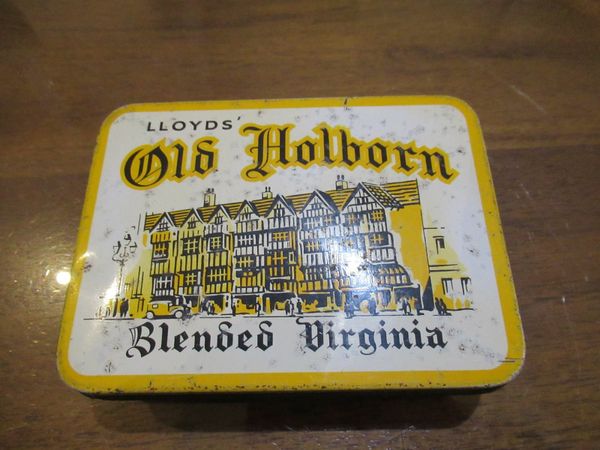 LLOYDS'
Old Holborn
Blended Virginia